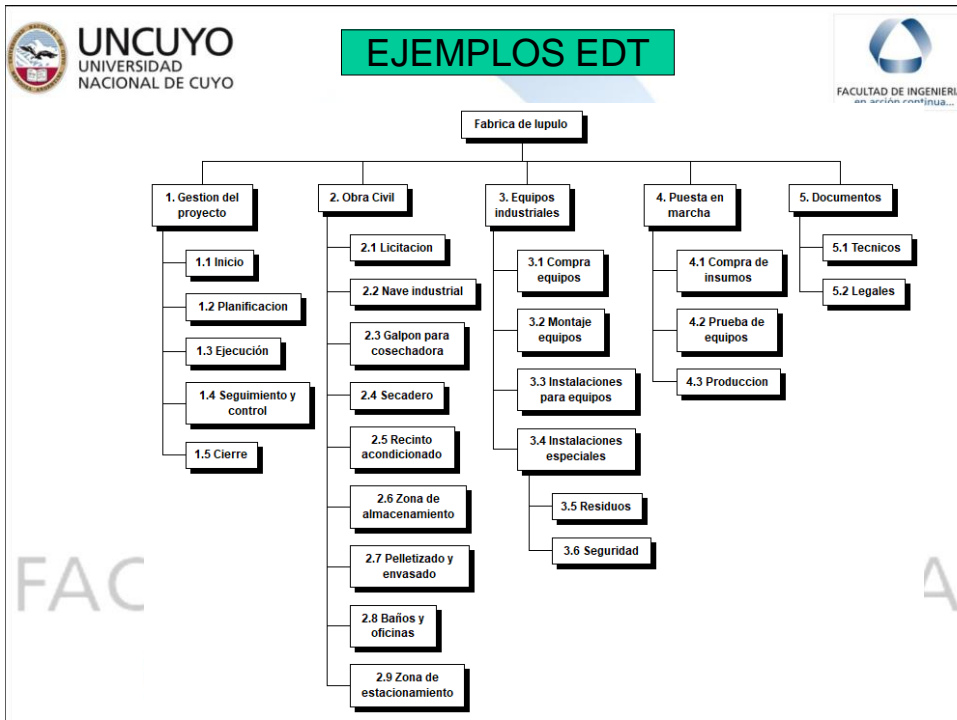 UNCUYO
UNIVERSIDAD
NACIONAL DE CUYO
EJEMPLOS EDT
FACULTAD DE INGENIERIA
en acción continua...
Fabrica de lupulo
1. Gestion del
proyecto
1.1 Inicio
1.2 Planificacion
1.3 Ejecución
1.4 Seguimiento y
control
1.5 Cierre
2. Obra Civil
2.1 Licitacion
2.2 Nave industrial
2.3 Galpon para
cosechadora
2.4 Secadero
2.5 Recinto
acondicionado
2.6 Zona de
almacenamiento
2.7 Pelletizado y
envasado
2.8 Baños y
oficinas
2.9 Zona de
estacionamiento
3. Equipos
industriales
3.1 Compra
equipos
3.2 Montaje
equipos
3.3 Instalaciones
para equipos
3.4 Instalaciones
especiales
3.5 Residuos
3.6 Seguridad
4. Puesta en
marcha
4.1 Compra de
insumos
4.2 Prueba de
equipos
4.3 Produccion
5. Documentos
5.1 Tecnicos
5.2 Legales
FAC
A